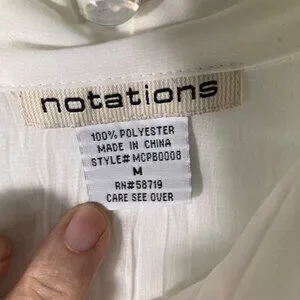 notations
100% POLYESTER
MADE IN CHINA
STYLE# MCPB0008
M
RN#58719
CARE SEE OVER